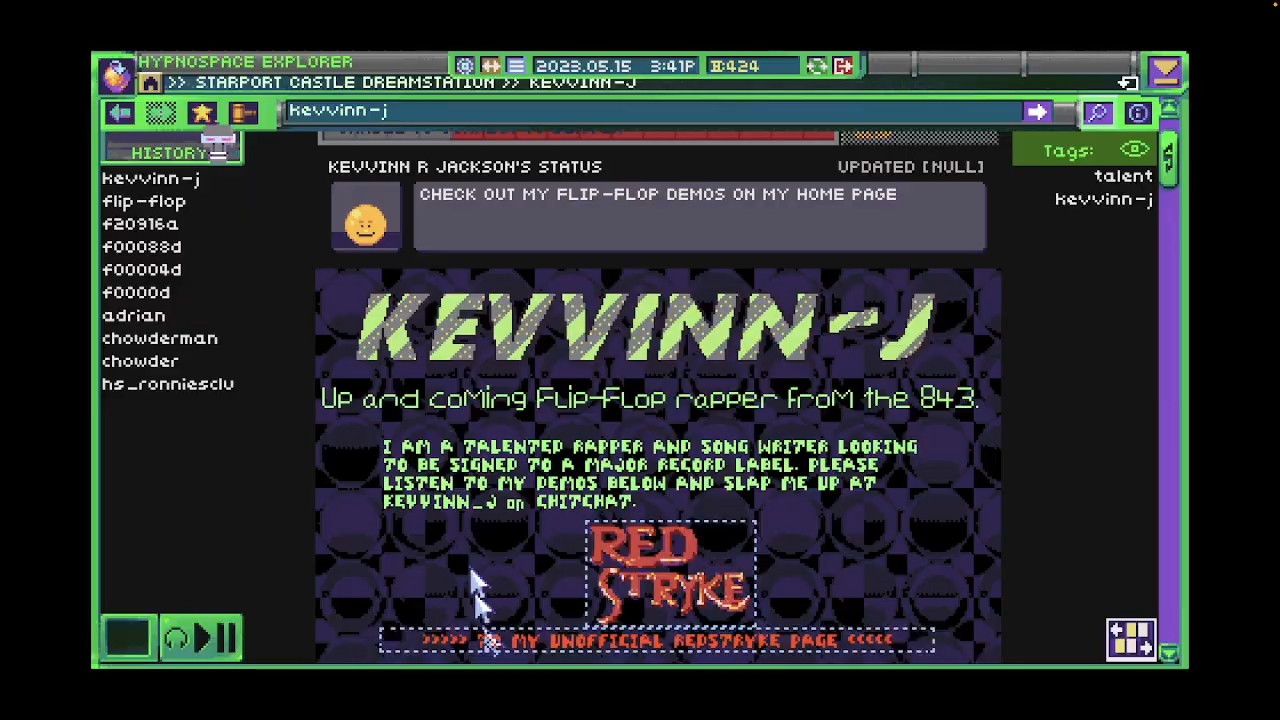 HYPNOSPACE EXPLORER
2023.05.15 3:41P
424
>> STARPORT CASTLE DREAMSTATION >> KEVVINN-J
kevvinn-j
HISTORY
kevvinn-j
flip-flop
f20916a
f00088d
f00004d
f0000d
adrian
chowderman
chowder
hs_ronniesclu
KEVVINN R JACKSON'S STATUS
UPDATED [NULL]
CHECK OUT MY FLIP-FLOP DEMOS ON MY HOME PAGE
Tags:
talent
kevvinn-j
KEVVINN-J
Up and coming Flip-Flop rapper from the 843.
I AM A TALENTED RAPPER AND SONG WRITER LOOKING
TO BE SIGNED TO A MAJOR RECORD LABEL. PLEASE
LISTEN TO MY DEMOS BELOW AND SLAP ME UP AT
KEVVINN_J on CHITCHAT.
RED
STRYKE
>>>>> TO MY UNOFFICIAL REDSTRYKE PAGE <<<<<